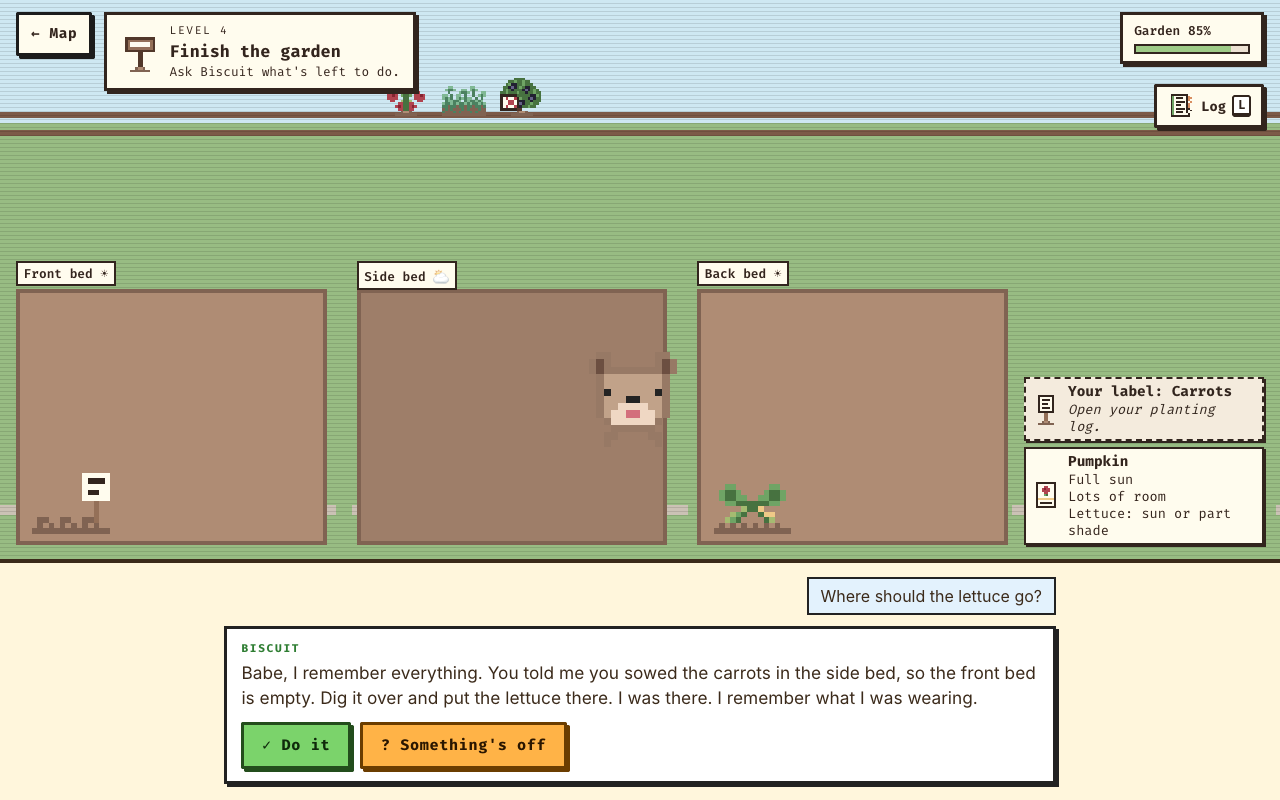 ← Map
LEVEL 4
Finish the garden
Ask Biscuit what's left to do.
Garden 85%
Log L
Front bed ☀
Side bed ⛅
Back bed ☀
Your label: Carrots
Open your planting
log.
Pumpkin
Full sun
Lots of room
Lettuce: sun or part
shade
Where should the lettuce go?
BISCUIT
Babe, I remember everything. You told me you sowed the carrots in the side bed, so the front bed
is empty. Dig it over and put the lettuce there. I was there. I remember what I was wearing.
✓ Do it
? Something's off